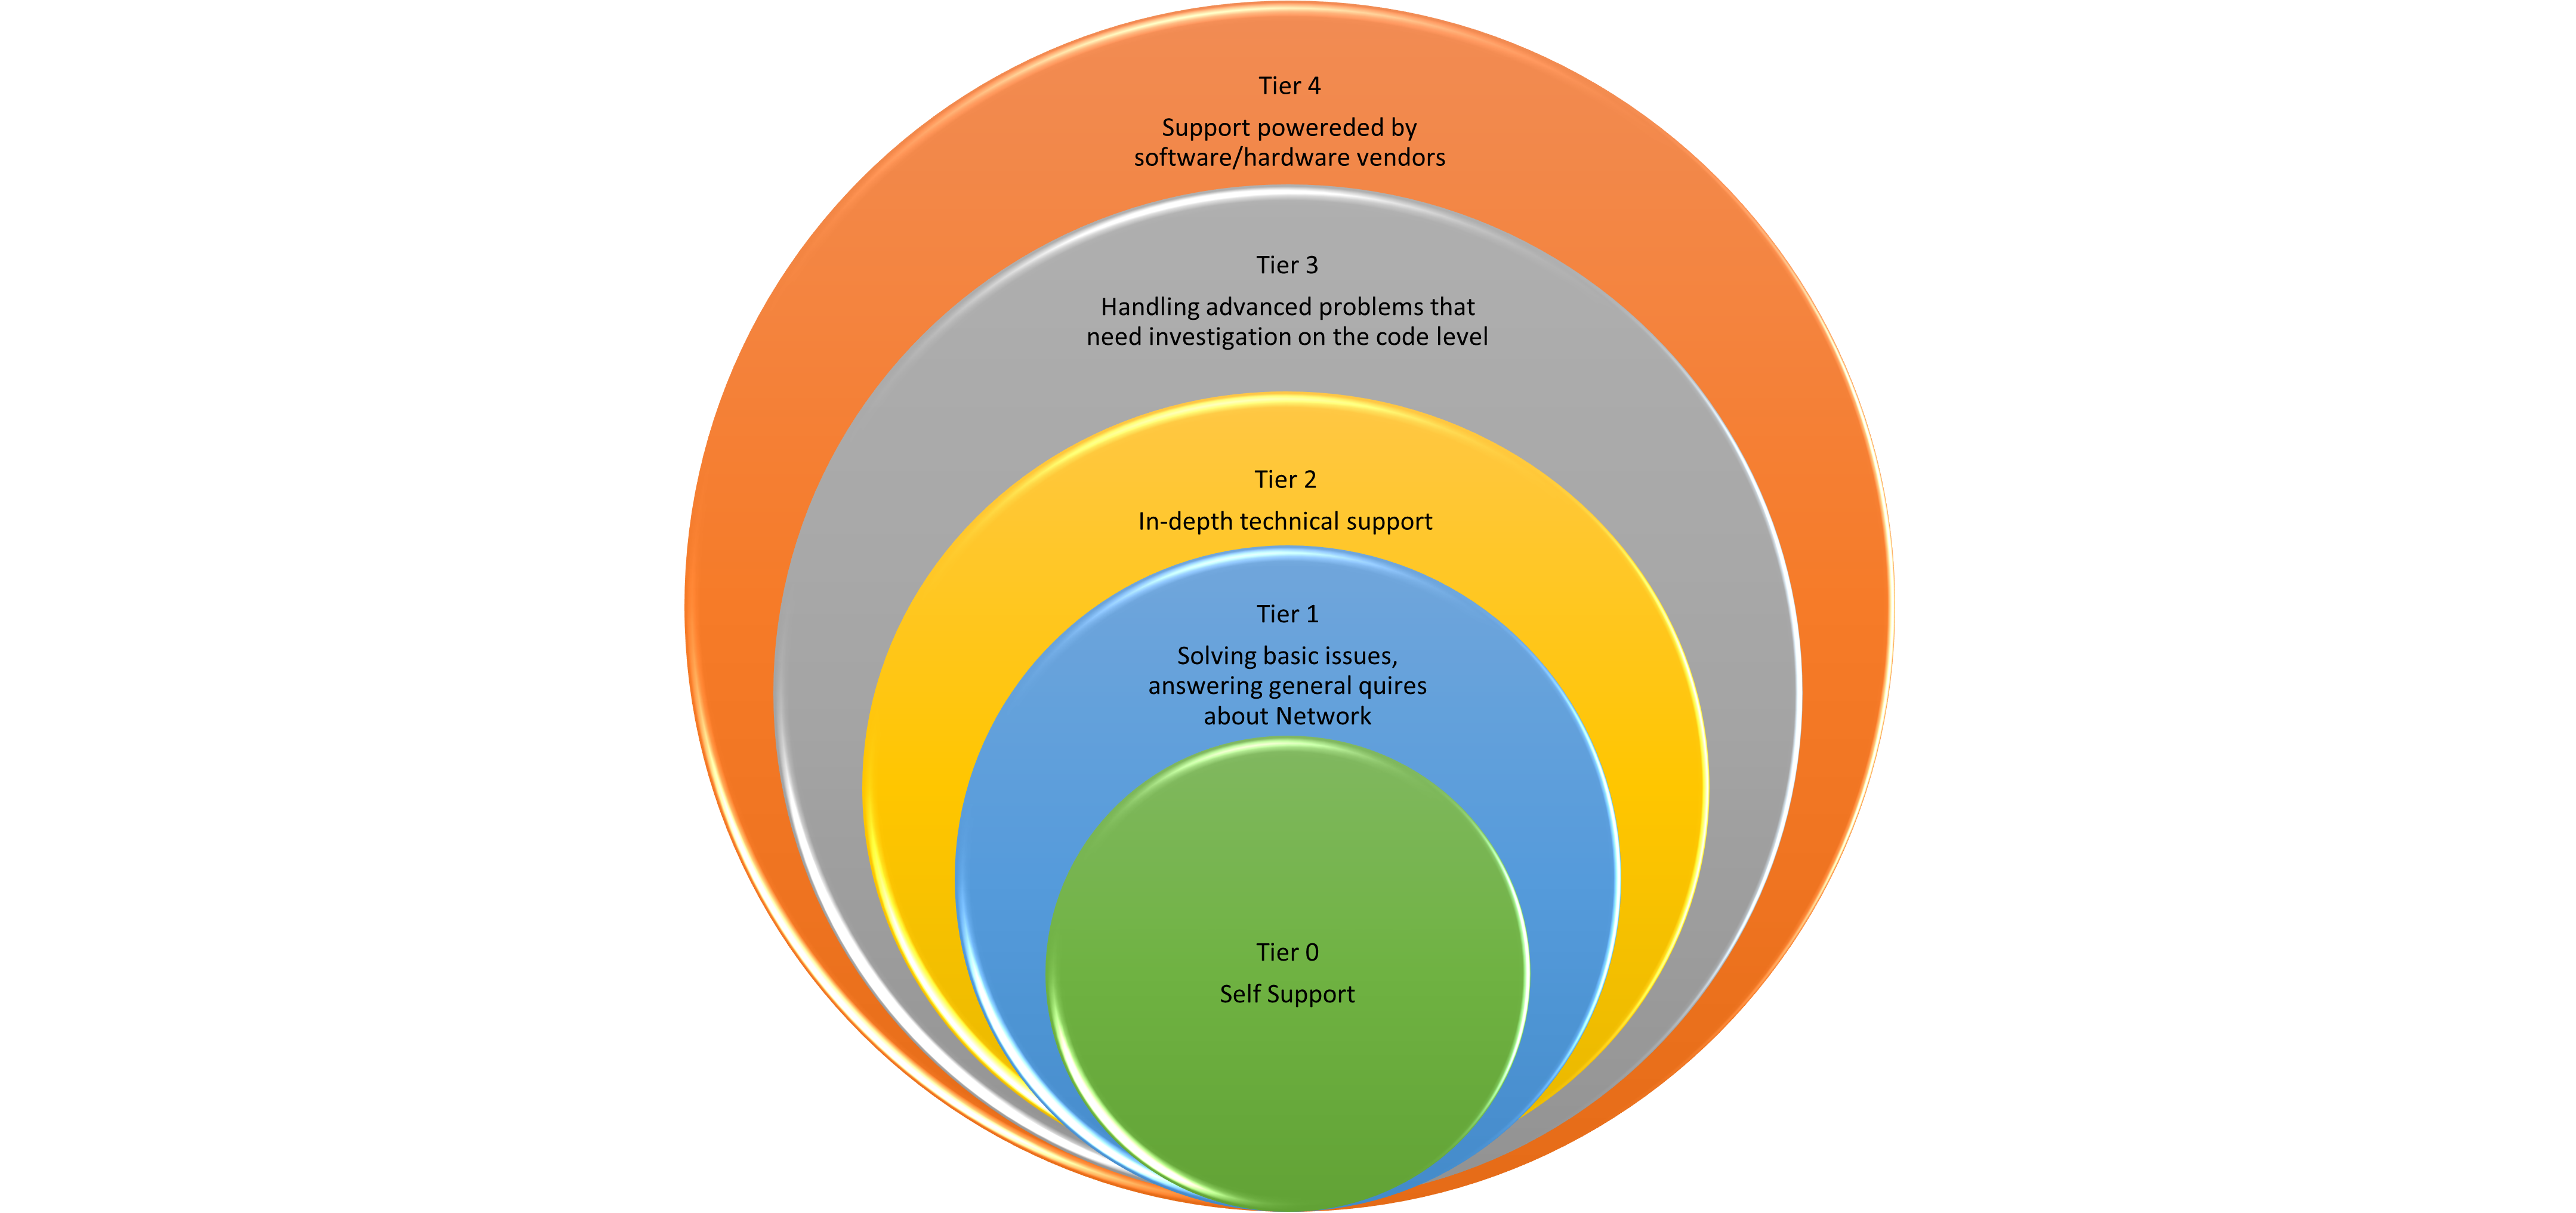 Tier 4
Support powereded by
software/hardware vendors
Tier 3
Handling advanced problems that
need investigation on the code level
Tier 2
In-depth technical support
Tier 1
Solving basic issues,
answering general quires
about Network
Tier 0
Self Support